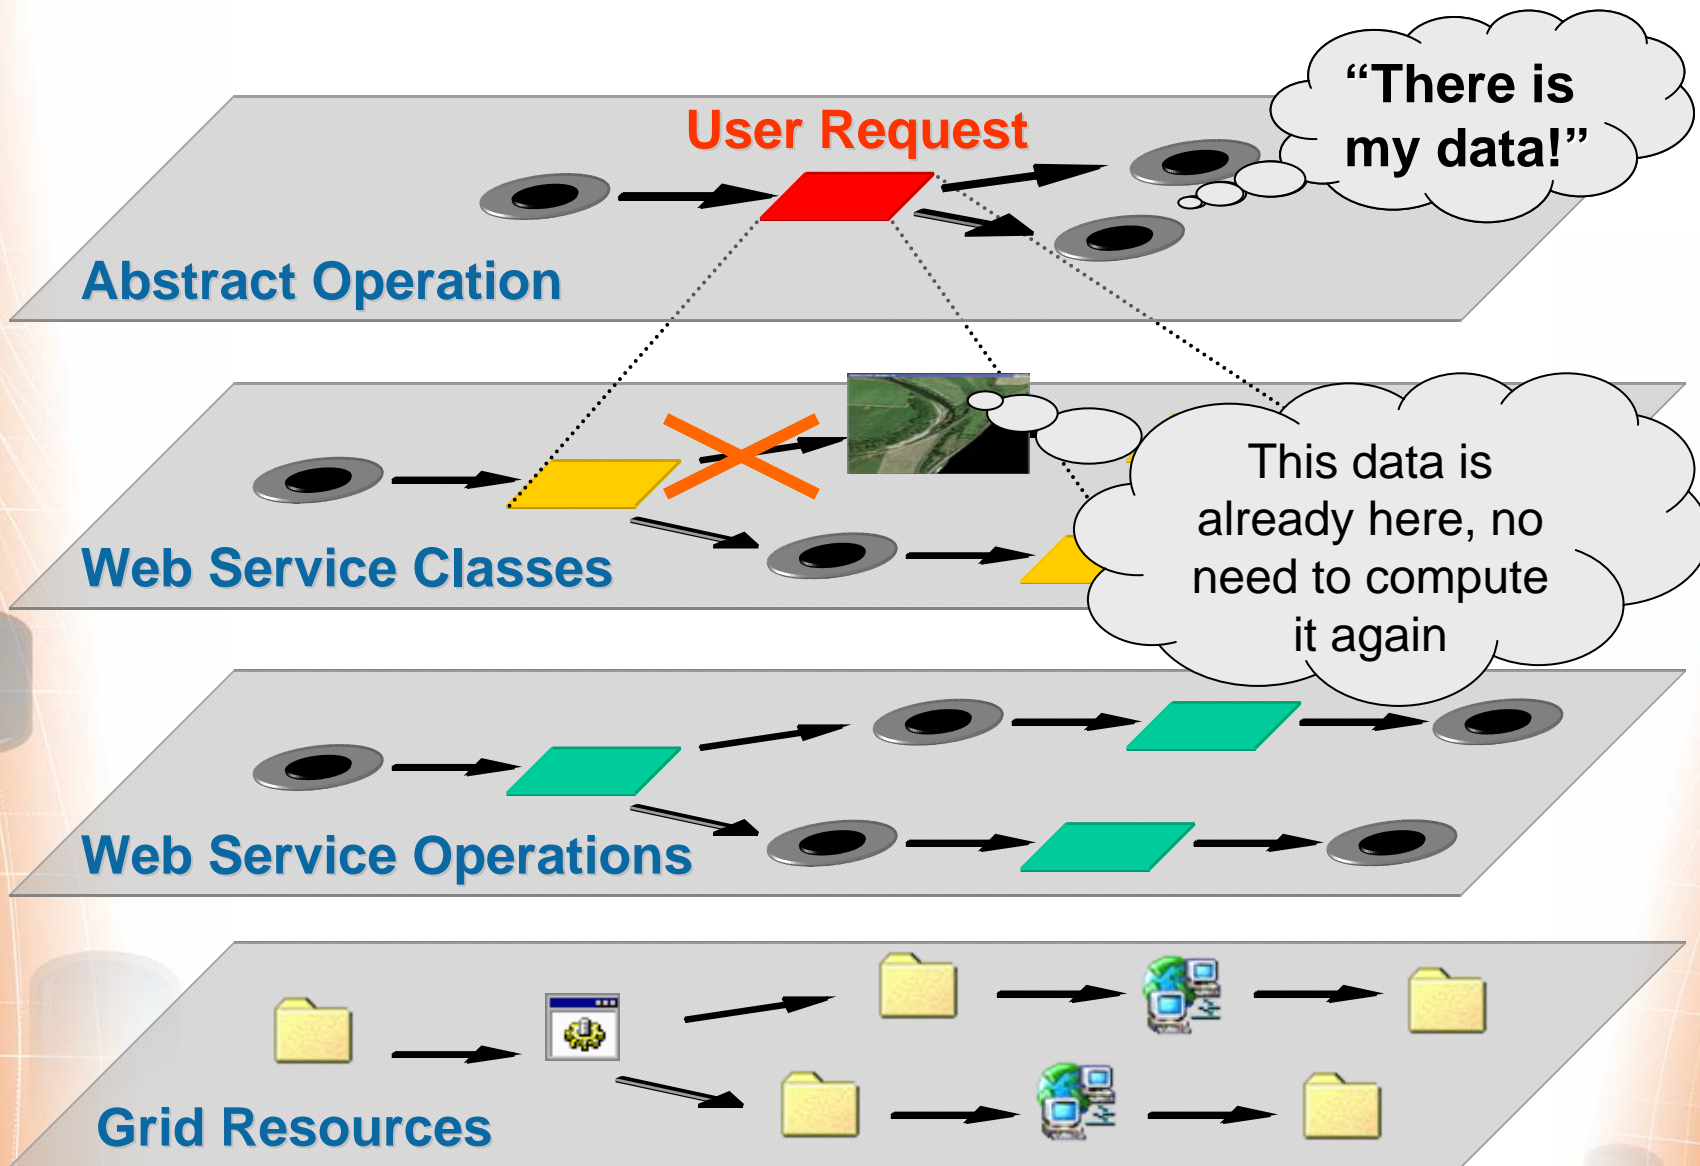 “There is
my data!”
User Request
Abstract Operation
This data is
already here, no
need to compute
it again
Web Service Classes
Web Service Operations
Grid Resources